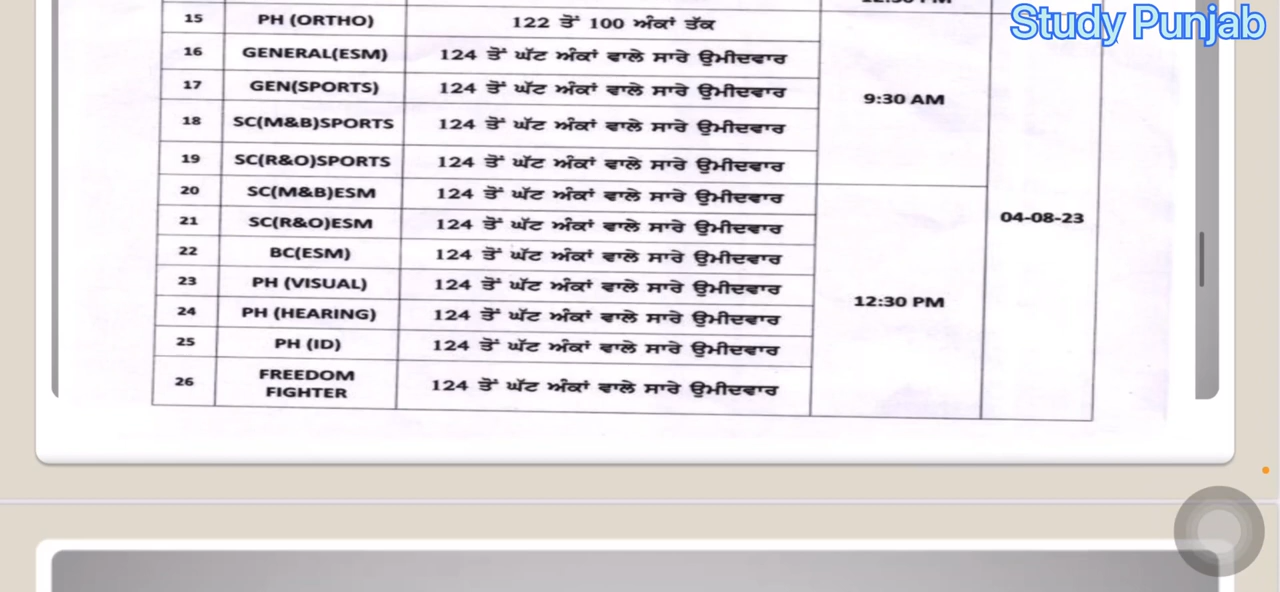 Study Punjab
15 PH (ORTHO) 122 ਤੋਂ 100 ਅੰਕਾਂ ਤੱਕ
16 GENERAL(ESM) 124 ਤੋਂ ਘੱਟ ਅੰਕਾਂ ਵਾਲੇ ਸਾਰੇ ਉਮੀਦਵਾਰ
17 GEN(SPORTS) 124 ਤੋਂ ਘੱਟ ਅੰਕਾਂ ਵਾਲੇ ਸਾਰੇ ਉਮੀਦਵਾਰ
9:30 AM
18 SC(M&B)SPORTS 124 ਤੋਂ ਘੱਟ ਅੰਕਾਂ ਵਾਲੇ ਸਾਰੇ ਉਮੀਦਵਾਰ
19 SC(R&O)SPORTS 124 ਤੋਂ ਘੱਟ ਅੰਕਾਂ ਵਾਲੇ ਸਾਰੇ ਉਮੀਦਵਾਰ
20 SC(M&B)ESM 124 ਤੋਂ ਘੱਟ ਅੰਕਾਂ ਵਾਲੇ ਸਾਰੇ ਉਮੀਦਵਾਰ
04-08-23
21 SC(R&O)ESM 124 ਤੋਂ ਘੱਟ ਅੰਕਾਂ ਵਾਲੇ ਸਾਰੇ ਉਮੀਦਵਾਰ
22 BC(ESM) 124 ਤੋਂ ਘੱਟ ਅੰਕਾਂ ਵਾਲੇ ਸਾਰੇ ਉਮੀਦਵਾਰ
23 PH (VISUAL) 124 ਤੋਂ ਘੱਟ ਅੰਕਾਂ ਵਾਲੇ ਸਾਰੇ ਉਮੀਦਵਾਰ
12:30 PM
24 PH (HEARING) 124 ਤੋਂ ਘੱਟ ਅੰਕਾਂ ਵਾਲੇ ਸਾਰੇ ਉਮੀਦਵਾਰ
25 PH (ID) 124 ਤੋਂ ਘੱਟ ਅੰਕਾਂ ਵਾਲੇ ਸਾਰੇ ਉਮੀਦਵਾਰ
26 FREEDOM FIGHTER 124 ਤੋਂ ਘੱਟ ਅੰਕਾਂ ਵਾਲੇ ਸਾਰੇ ਉਮੀਦਵਾਰ